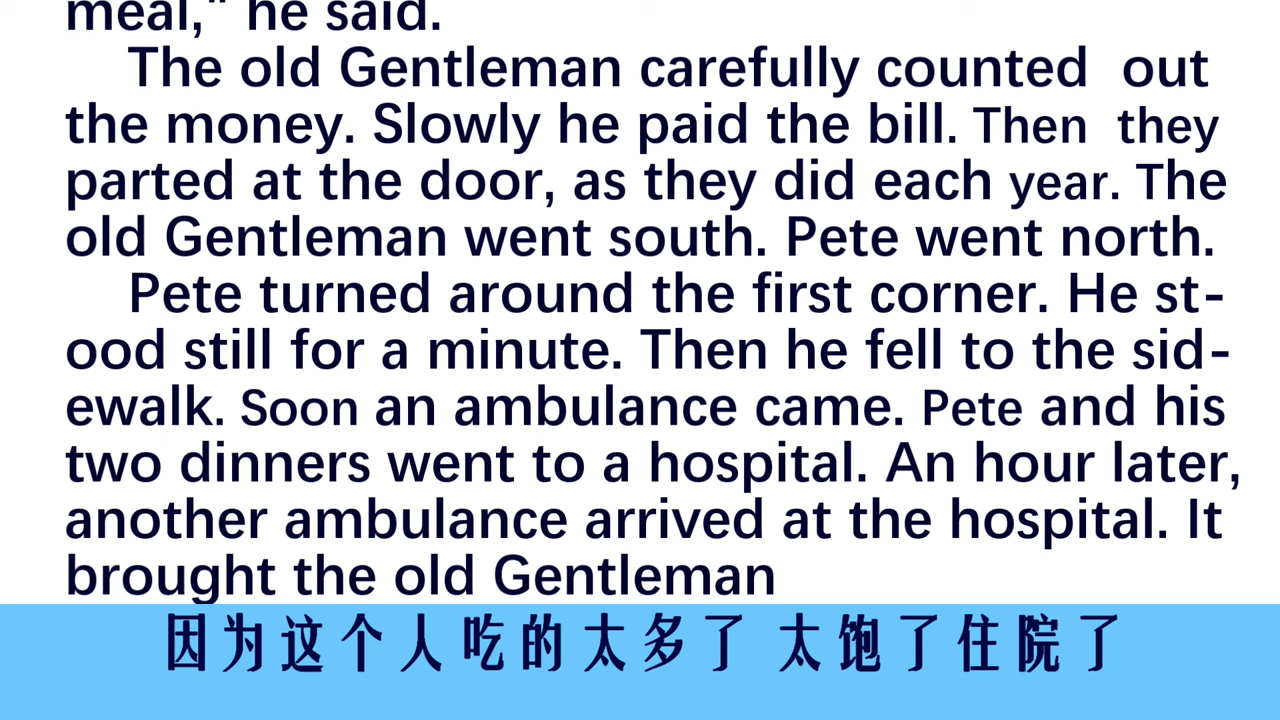 meal," he said.
The old Gentleman carefully counted out
the money. Slowly he paid the bill. Then they
parted at the door, as they did each year. The
old Gentleman went south. Pete went north.
Pete turned around the first corner. He st-
ood still for a minute. Then he fell to the sid-
ewalk. Soon an ambulance came. Pete and his
two dinners went to a hospital. An hour later,
another ambulance arrived at the hospital. It
brought the old Gentleman
因为这个人吃的太多了 太饱了住院了